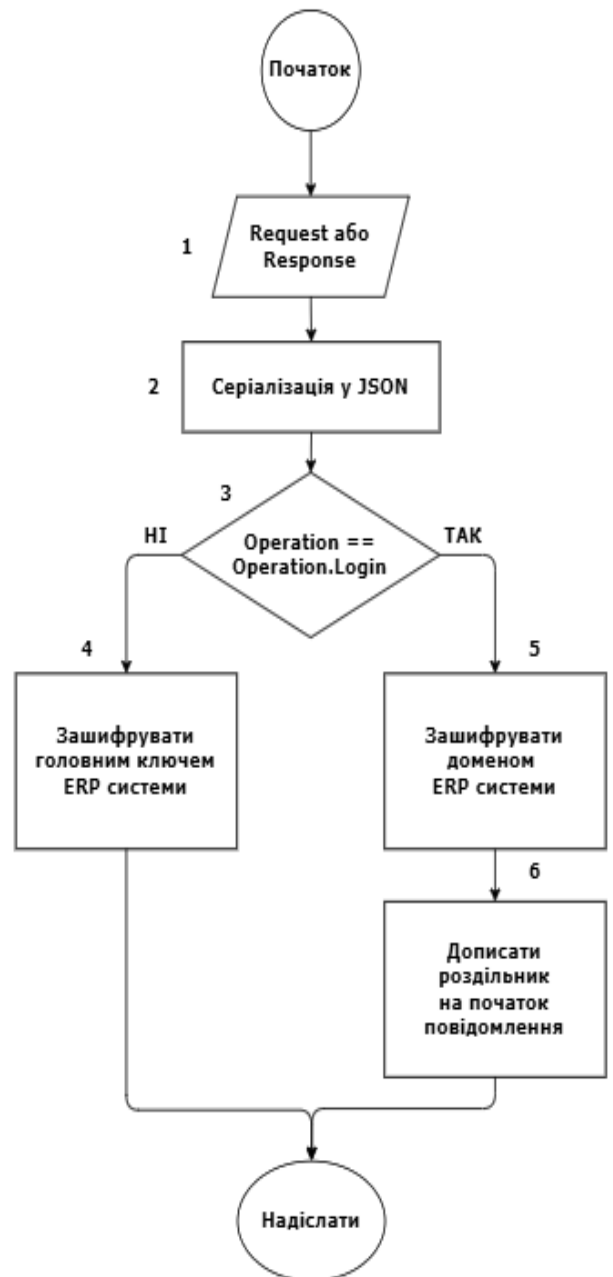 Початок
1
Request або
Response
2
Серіалізація у JSON
3
НІ
Operation ==
Operation.Login
ТАК
4
Зашифрувати
головним ключем
ERP системи
5
Зашифрувати
доменом
ERP системи
6
Дописати
роздільник
на початок
повідомлення
Надіслати